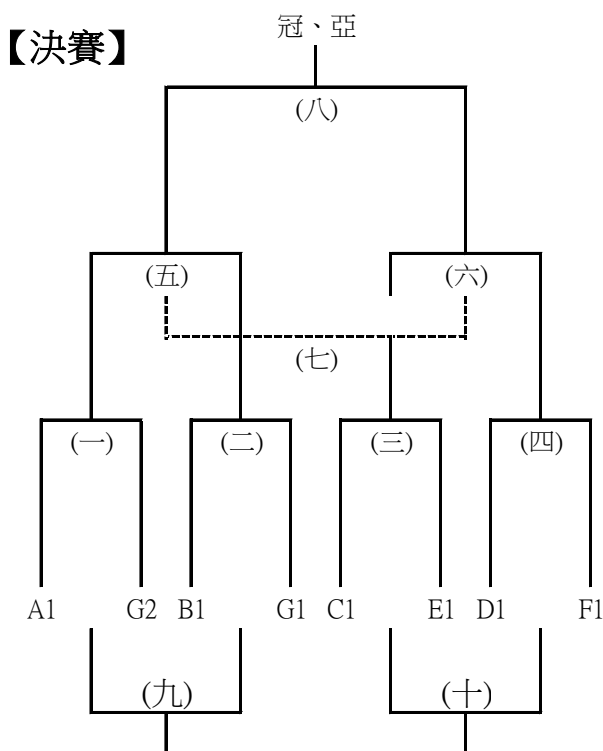 冠、亞
【決賽】
(八)
(五) (六)
(七)
(一) (二) (三) (四)
A1 G2 B1 G1 C1 E1 D1 F1
(九) (十)